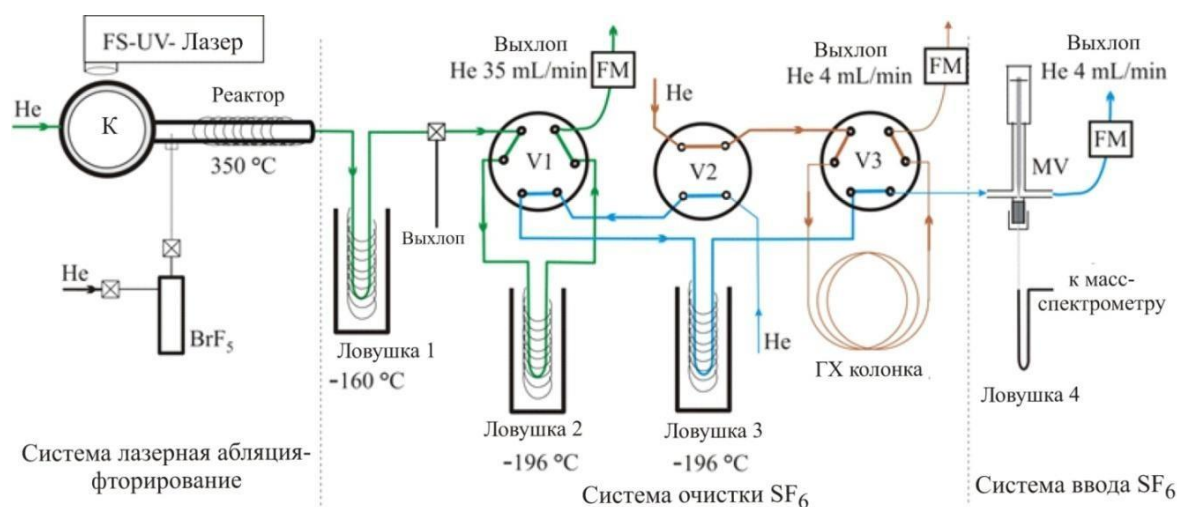 FS-UV- Лазер
He
К
Реактор
350 °C
He
BrF5
Система лазерная абляция-
фторирование
Выхлоп
He 35 mL/min
FM
V1
Выхлоп
Ловушка 1
-160 °C
Ловушка 2
-196 °C
He
V2
He
Ловушка 3
-196 °C
Выхлоп
He 4 mL/min
FM
V3
ГХ колонка
Система очистки SF6
Выхлоп
He 4 mL/min
FM
MV
к масс-
спектрометру
Ловушка 4
Система ввода SF6